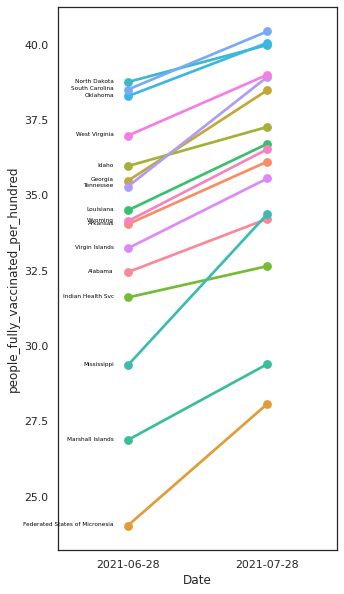 40.0
37.5
35.0
32.5
30.0
27.5
25.0
people_fully_vaccinated_per_hundred
North Dakota
South Carolina
Oklahoma
West Virginia
Idaho
Georgia
Tennessee
Louisiana
Wyoming
Arkansas
Virgin Islands
Alabama
Indian Health Svc
Mississippi
Marshall Islands
Federated States of Micronesia
2021-06-28
2021-07-28
Date